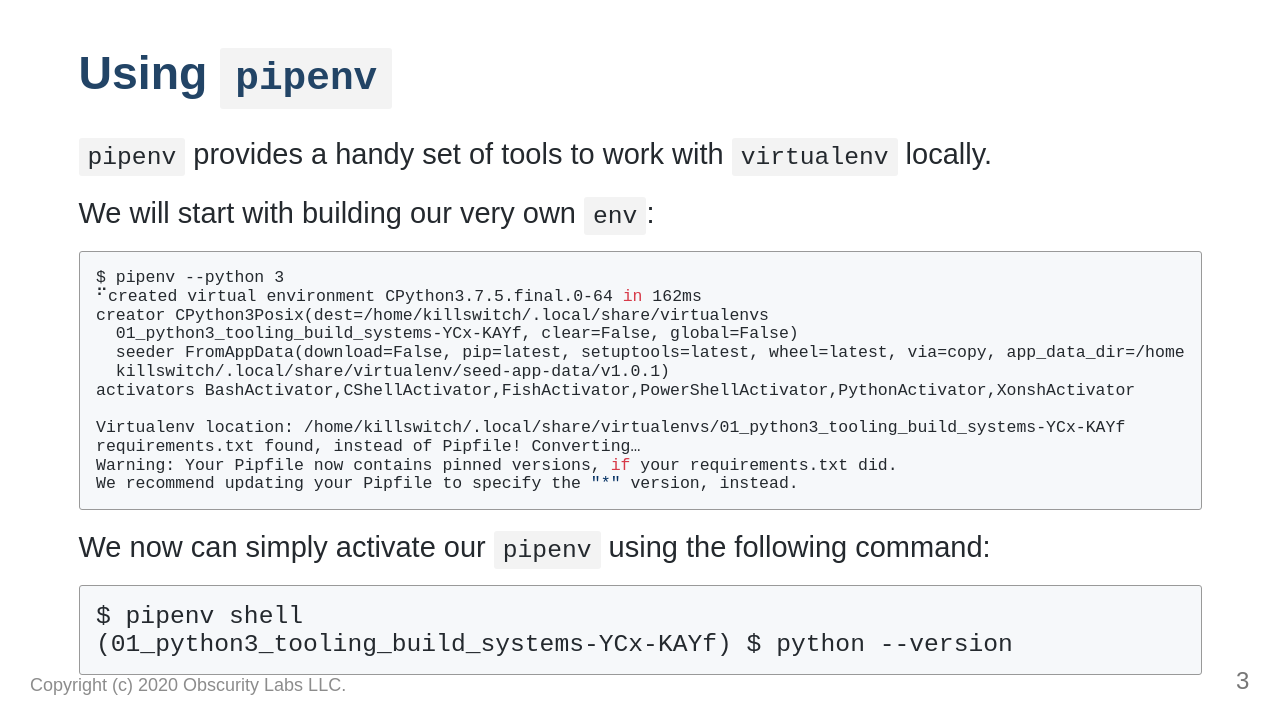 Using pipenv
pipenv provides a handy set of tools to work with virtualenv locally.
We will start with building our very own env:
$ pipenv --python 3
⠋created virtual environment CPython3.7.5.final.0-64 in 162ms
creator CPython3Posix(dest=/home/killswitch/.local/share/virtualenvs
  01_python3_tooling_build_systems-YCx-KAYf, clear=False, global=False)
  seeder FromAppData(download=False, pip=latest, setuptools=latest, wheel=latest, via=copy, app_data_dir=/home
  killswitch/.local/share/virtualenv/seed-app-data/v1.0.1)
activators BashActivator,CShellActivator,FishActivator,PowerShellActivator,PythonActivator,XonshActivator

Virtualenv location: /home/killswitch/.local/share/virtualenvs/01_python3_tooling_build_systems-YCx-KAYf
requirements.txt found, instead of Pipfile! Converting…
Warning: Your Pipfile now contains pinned versions, if your requirements.txt did.
We recommend updating your Pipfile to specify the "*" version, instead.
We now can simply activate our pipenv using the following command:
$ pipenv shell
(01_python3_tooling_build_systems-YCx-KAYf) $ python --version
Copyright (c) 2020 Obscurity Labs LLC.
3